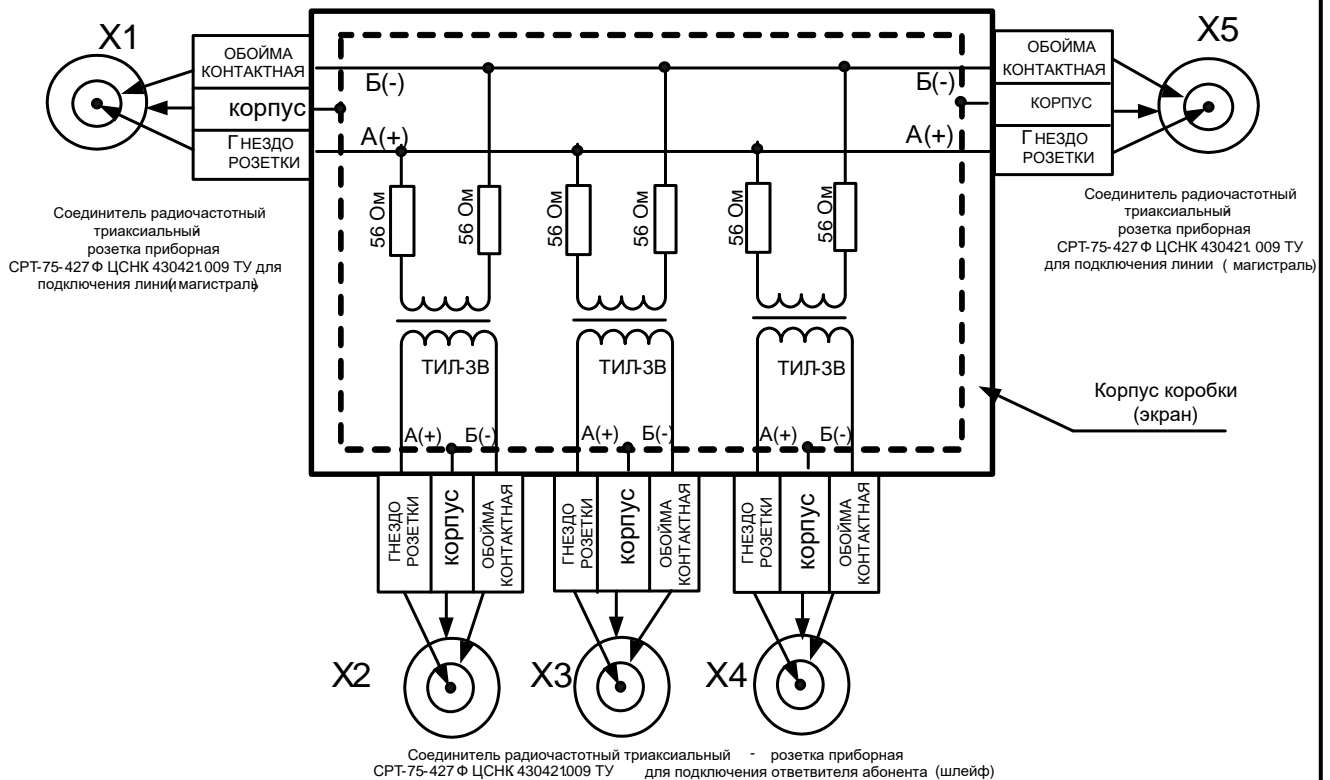 X1
ОБОЙМА
КОНТАКТНАЯ
корпус
ГНЕЗДО
РОЗЕТКИ
Соединитель радиочастотный
триаксиальный
розетка приборная
СРТ-75-427 Ф ЦСНК 430421.009 ТУ для
подключения линии (магистраль)
Б(-)
А(+)
Б(-)
А(+)
X5
ОБОЙМА
КОНТАКТНАЯ
КОРПУС
ГНЕЗДО
РОЗЕТКИ
Соединитель радиочастотный
триаксиальный
розетка приборная
СРТ-75-427 Ф ЦСНК 430421.009 ТУ
для подключения линии ( магистраль)
56 Ом
56 Ом
56 Ом
56 Ом
56 Ом
56 Ом
ТИЛ-3В
ТИЛ-3В
ТИЛ-3В
Корпус коробки
(экран)
А(+)
Б(-)
А(+)
Б(-)
А(+)
Б(-)
ГНЕЗДО
РОЗЕТКИ
корпус
ОБОЙМА
КОНТАКТНАЯ
ГНЕЗДО
РОЗЕТКИ
корпус
ОБОЙМА
КОНТАКТНАЯ
ГНЕЗДО
РОЗЕТКИ
корпус
ОБОЙМА
КОНТАКТНАЯ
X2
X3
X4
Соединитель радиочастотный триаксиальный - розетка приборная
СРТ-75-427 Ф ЦСНК 430421009 ТУ для подключения ответвителя абонента (шлейф)